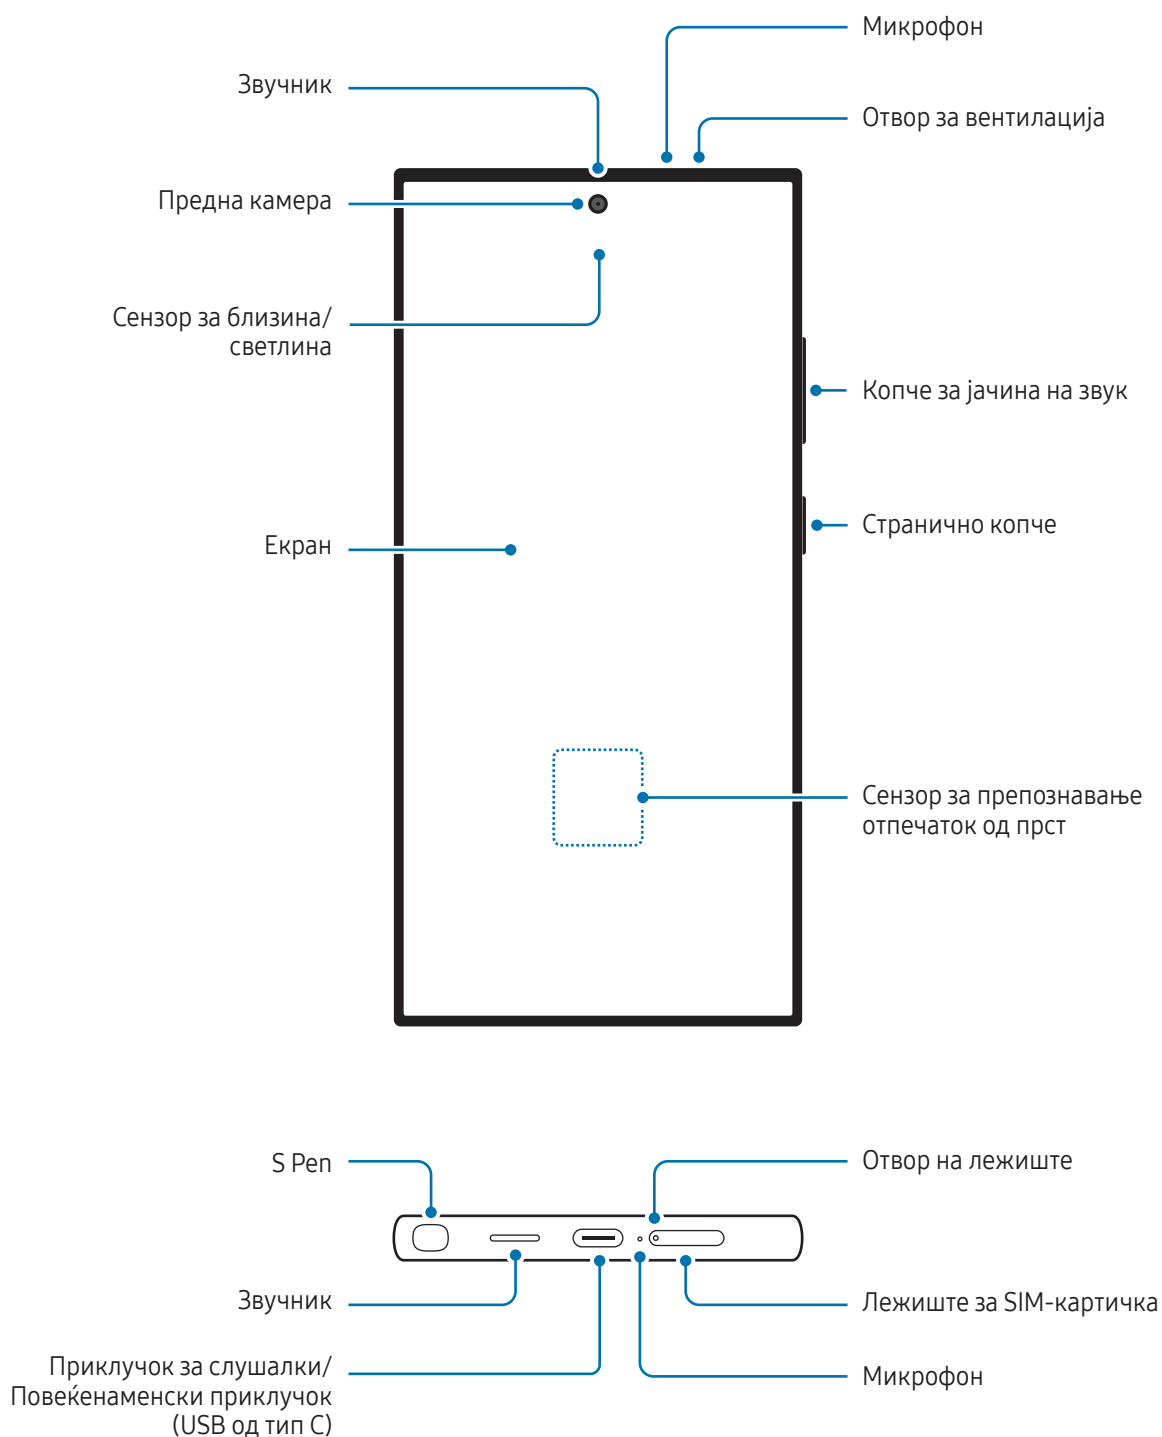 Микрофон
Звучник
Отвор за вентилација
Предна камера
Сензор за близина/
светлина
Копче за јачина на звук
Странично копче
Екран
Сензор за препознавање
отпечаток од прст
S Pen
Отвор на лежиште
Звучник
Лежиште за SIM-картичка
Приклучок за слушалки/
Повеќенаменски приклучок
(USB од тип C)
Микрофон